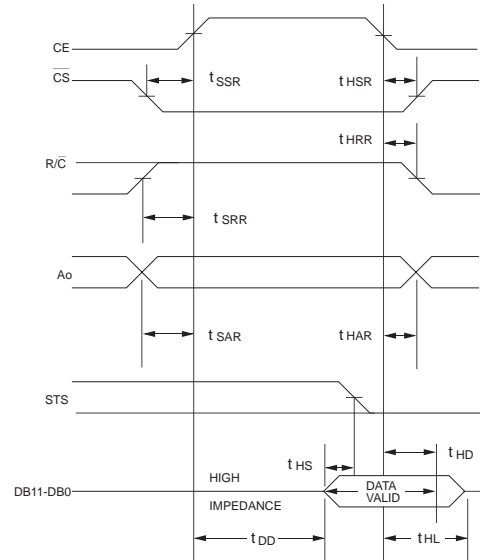 CE
C̅S̅
t SSR
t HSR
t HRR
R/C̅
t SRR
Ao
t SAR
t HAR
STS
t HS
t HD
DB11-DB0
HIGH
IMPEDANCE
DATA
VALID
t DD
t HL